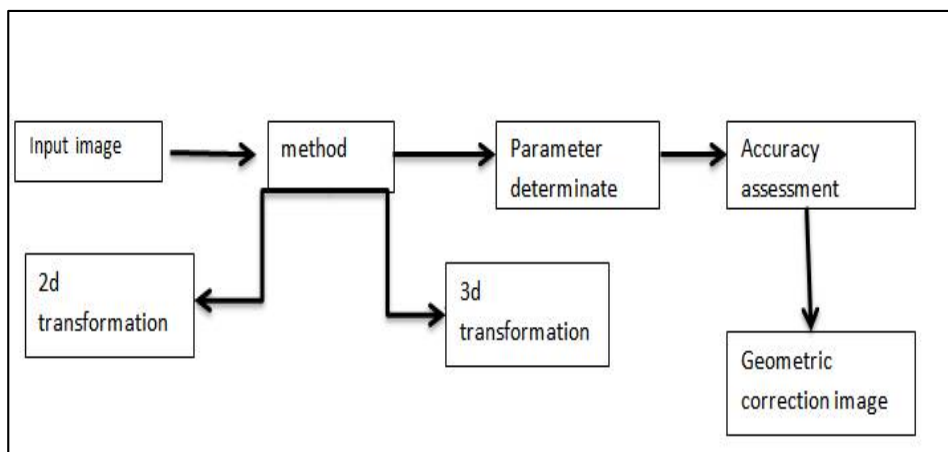 Input image
method
Parameter
determinate
Accuracy
assessment
2d
transformation
3d
transformation
Geometric
correction image